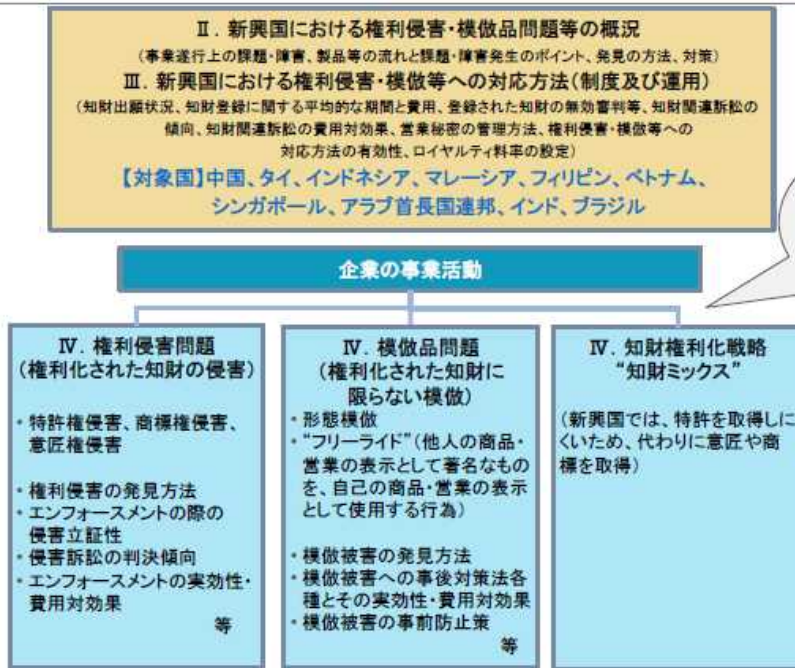 Ⅱ．新興国における権利侵害・模倣品問題等の概況
（事業遂行上の課題・障害、製品等の流れと課題・障害発生のポイント、発見の方法、対策）
Ⅲ．新興国における権利侵害・模倣等への対応方法（制度及び運用）
（知財出願状況、知財登録に関する平均的な期間と費用、登録された知財の無効審判等、知財関連訴訟の
傾向、知財関連訴訟の費用対効果、営業秘密の管理方法、権利侵害・模倣等への
対応方法の有効性、ロイヤルティ料率の設定）
【対象国】中国、タイ、インドネシア、マレーシア、フィリピン、ベトナム、
シンガポール、アラブ首長国連邦、インド、ブラジル
企業の事業活動
Ⅳ．権利侵害問題
（権利化された知財の侵害）
・特許権侵害、商標権侵害、
意匠権侵害
・権利侵害の発見方法
・エンフォースメントの際の
侵害立証性
・侵害訴訟の判決傾向
・エンフォースメントの実効性・
費用対効果
等
Ⅳ．模倣品問題
（権利化された知財に
限らない模倣）
・形態模倣
・“フリーライド”（他人の商品・
営業の表示として著名なもの
を、自己の商品・営業の表示
として使用する行為）
・模倣被害の発見方法
・模倣被害への事後対策法各
種とその実効性・費用対効果
・模倣被害の事前防止策
等
Ⅳ．知財権利化戦略
“知財ミックス”
（新興国では、特許を取得しに
くいため、代わりに意匠や商
標を取得）